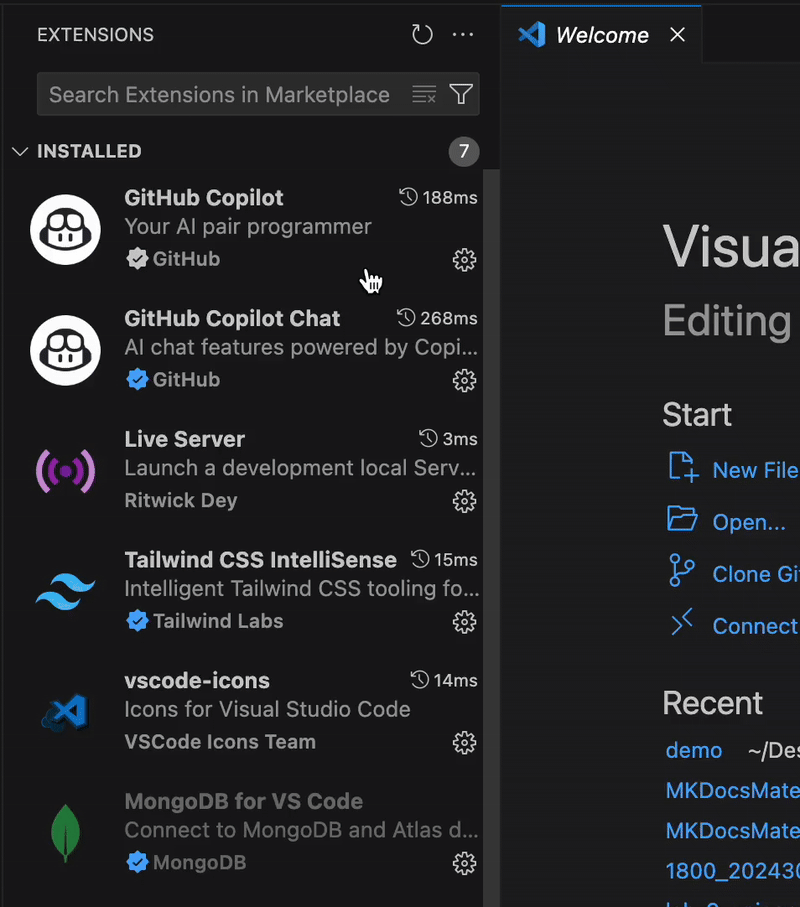 EXTENSIONS
Search Extensions in Marketplace
INSTALLED
7
GitHub Copilot
188ms
Your AI pair programmer
GitHub
GitHub Copilot Chat
268ms
AI chat features powered by Copi...
GitHub
Live Server
3ms
Launch a development local Serv...
Ritwick Dey
Tailwind CSS IntelliSense
15ms
Intelligent Tailwind CSS tooling fo...
Tailwind Labs
vscode-icons
14ms
Icons for Visual Studio Code
VSCode Icons Team
MongoDB for VS Code
Connect to MongoDB and Atlas d...
MongoDB
Welcome
Visua
Editing
Start
New File
Open...
Clone Gi
Connect
Recent
demo ~/Des
MKDocsMate
MKDocsMate
1800_202430